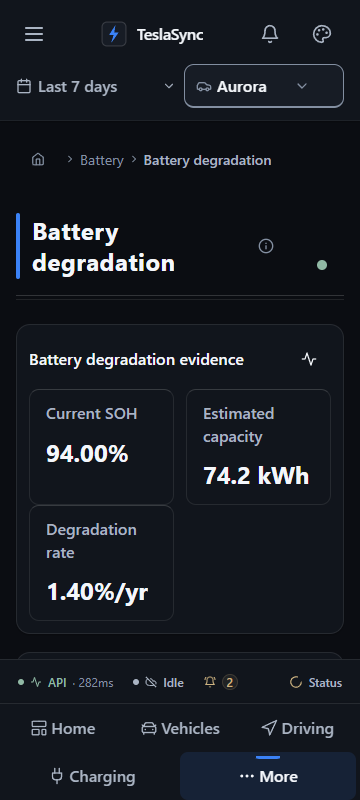 TeslaSync
Last 7 days
Aurora
Battery
Battery degradation
Battery
degradation
Battery degradation evidence
Current SOH
94.00%
Estimated
capacity
74.2 kWh
Degradation
rate
1.40%/yr
API · 282ms
Idle
2
Status
Home
Vehicles
Driving
Charging
More